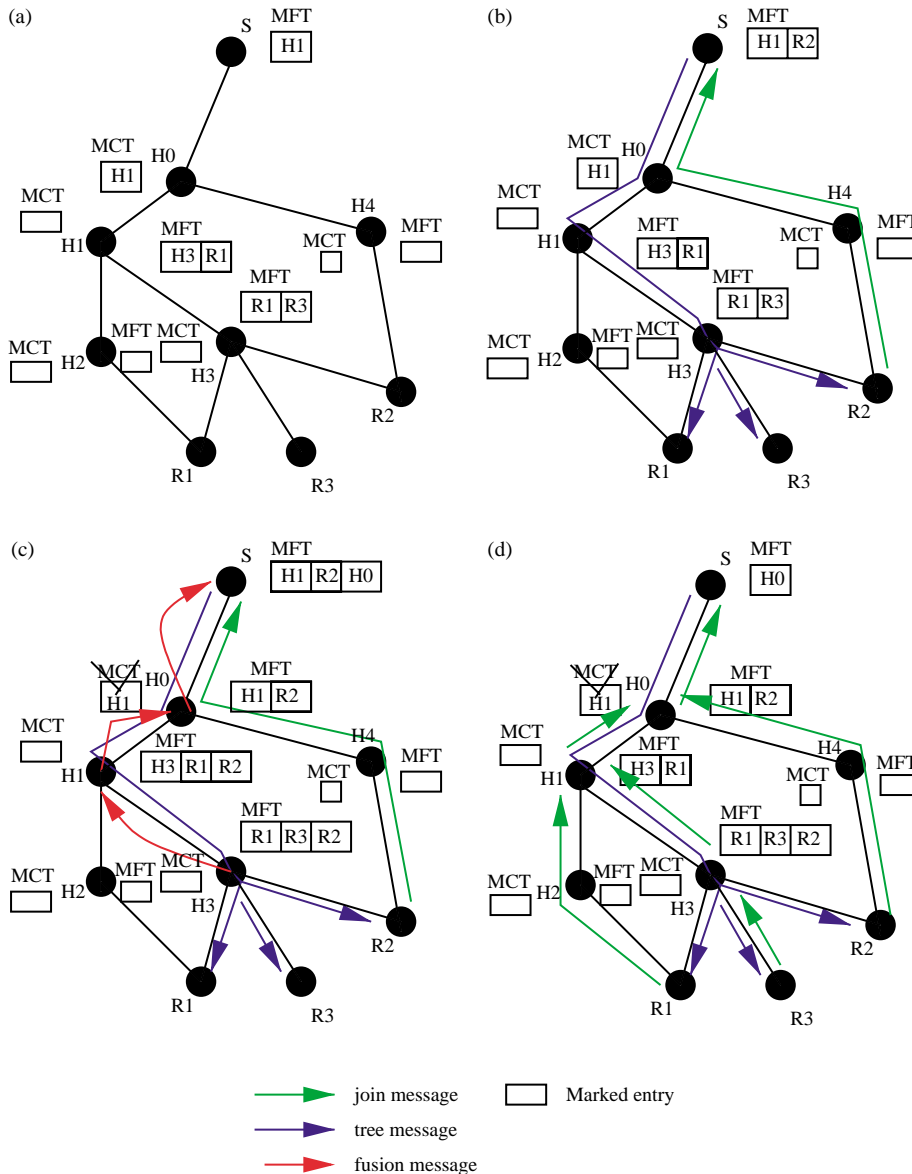 (a)
S
MFT
H1
MCT
H1
H0
MCT
H1
MFT
H3 R1
H4
MCT
MFT
MFT
R1 R3
MCT
H2
MFT
MCT
H3
R2
R1
R3
(b)
S
MFT
H1 R2
MCT
H1
H0
MCT
H1
MFT
H3 R1
H4
MCT
MFT
MFT
R1 R3
MCT
H2
MFT
MCT
H3
R2
R1
R3
(c)
S
MFT
H1 R2 H0
MCT
H1
H0
MFT
H1 R2
MCT
H1
MFT
H3 R1 R2
H4
MCT
MFT
MFT
R1 R3 R2
MCT
H2
MFT
MCT
H3
R2
R1
R3
(d)
S
MFT
H0
MCT
H1
H0
MFT
H1 R2
MCT
H1
MFT
H3 R1
H4
MCT
MFT
MFT
R1 R3 R2
MCT
H2
MFT
MCT
H3
R2
R1
R3
join message
Marked entry
tree message
fusion message